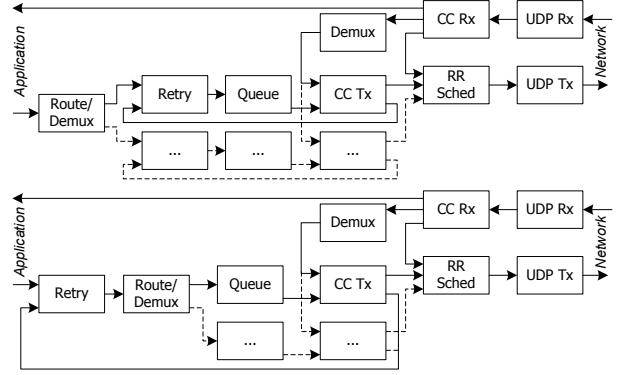 CC Rx
UDP Rx
Demux
Application
Network
Retry
Queue
CC Tx
RR
Sched
UDP Tx
Route/
Demux
...
...
...
CC Rx
UDP Rx
Demux
Application
Network
Retry
Route/
Demux
Queue
CC Tx
RR
Sched
UDP Tx
...
...